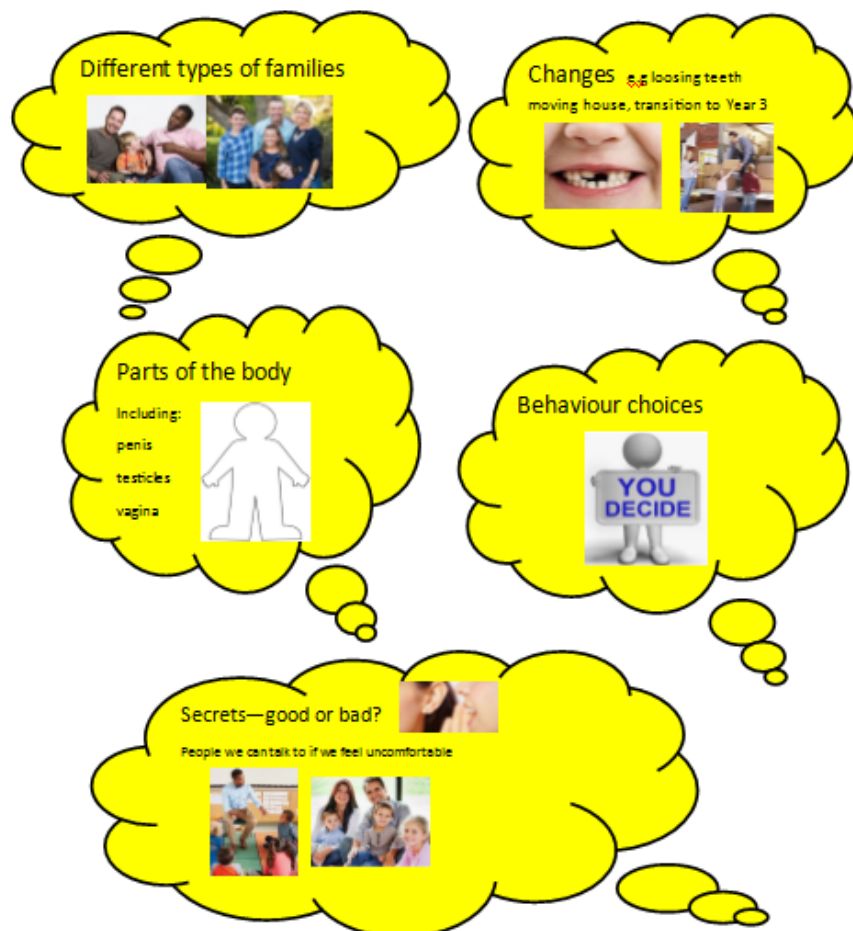 Different types of families
Changes e.g loosing teeth
moving house, transition to Year 3
Parts of the body
Including:
penis
testicles
vagina
Behaviour choices
YOU
DECIDE
Secrets—good or bad?
People we can talk to if we feel uncomfortable